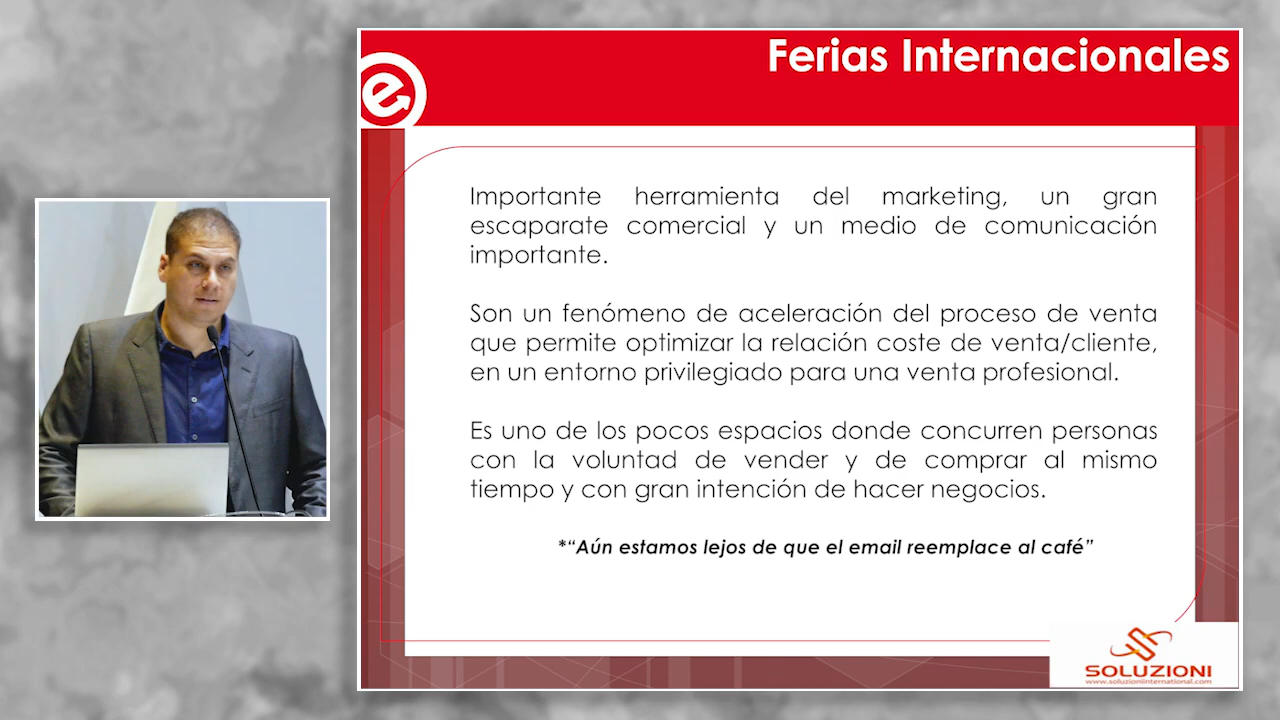 Ferias Internacionales
e
Importante herramienta del marketing, un gran
escaparate comercial y un medio de comunicación
importante.
Son un fenómeno de aceleración del proceso de venta
que permite optimizar la relación coste de venta/cliente,
en un entorno privilegiado para una venta profesional.
Es uno de los pocos espacios donde concurren personas
con la voluntad de vender y de comprar al mismo
tiempo y con gran intención de hacer negocios.
*“Aún estamos lejos de que el email reemplace al café”
SOLUZIONI
www.soluzioniinternational.com